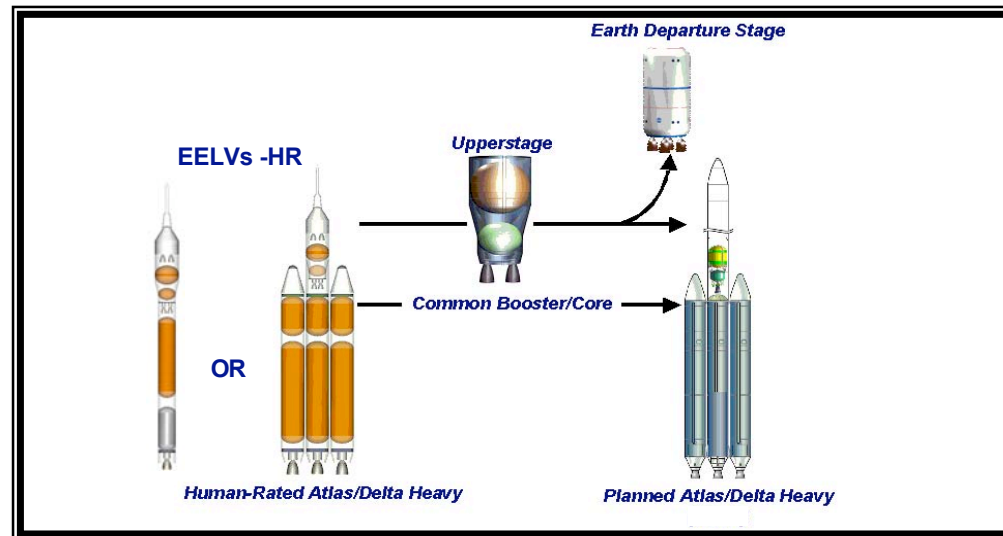 Earth Departure Stage
Upperstage
EELVs -HR
Common Booster/Core
OR
Human-Rated Atlas/Delta Heavy
Planned Atlas/Delta Heavy